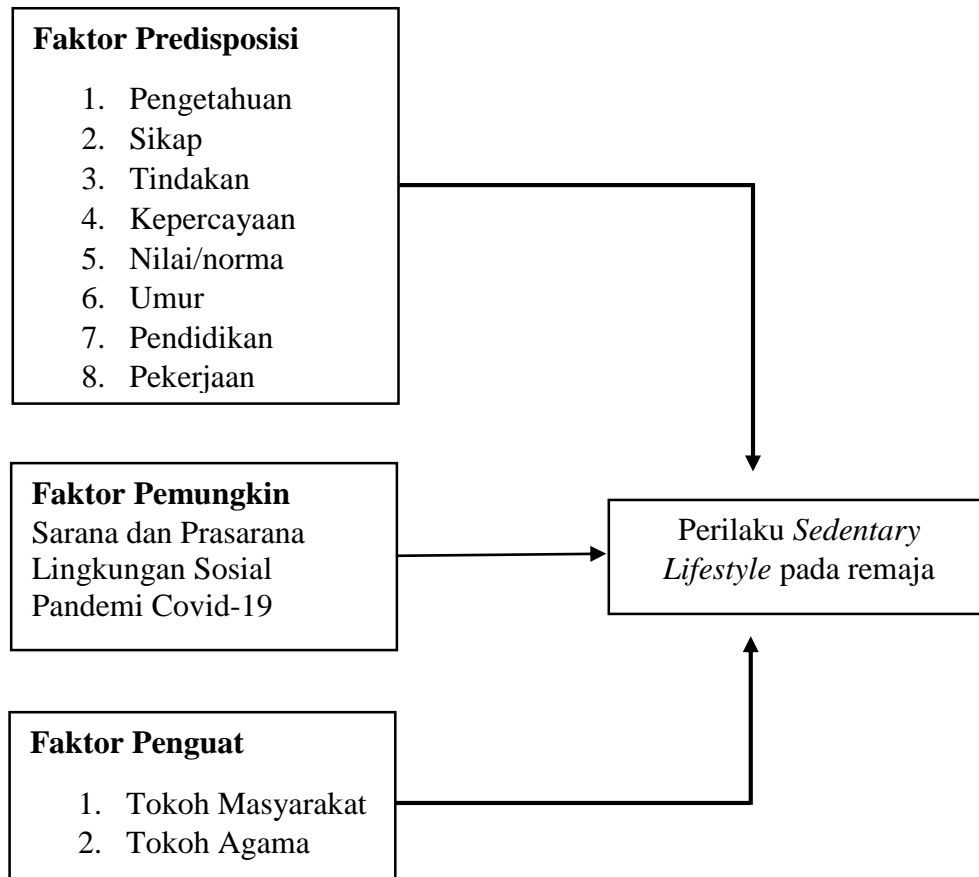 Faktor Predisposisi
1. Pengetahuan
2. Sikap
3. Tindakan
4. Kepercayaan
5. Nilai/norma
6. Umur
7. Pendidikan
8. Pekerjaan
Faktor Pemungkin
Sarana dan Prasarana
Lingkungan Sosial
Pandemi Covid-19
Perilaku Sedentary
Lifestyle pada remaja
Faktor Penguat
1. Tokoh Masyarakat
2. Tokoh Agama